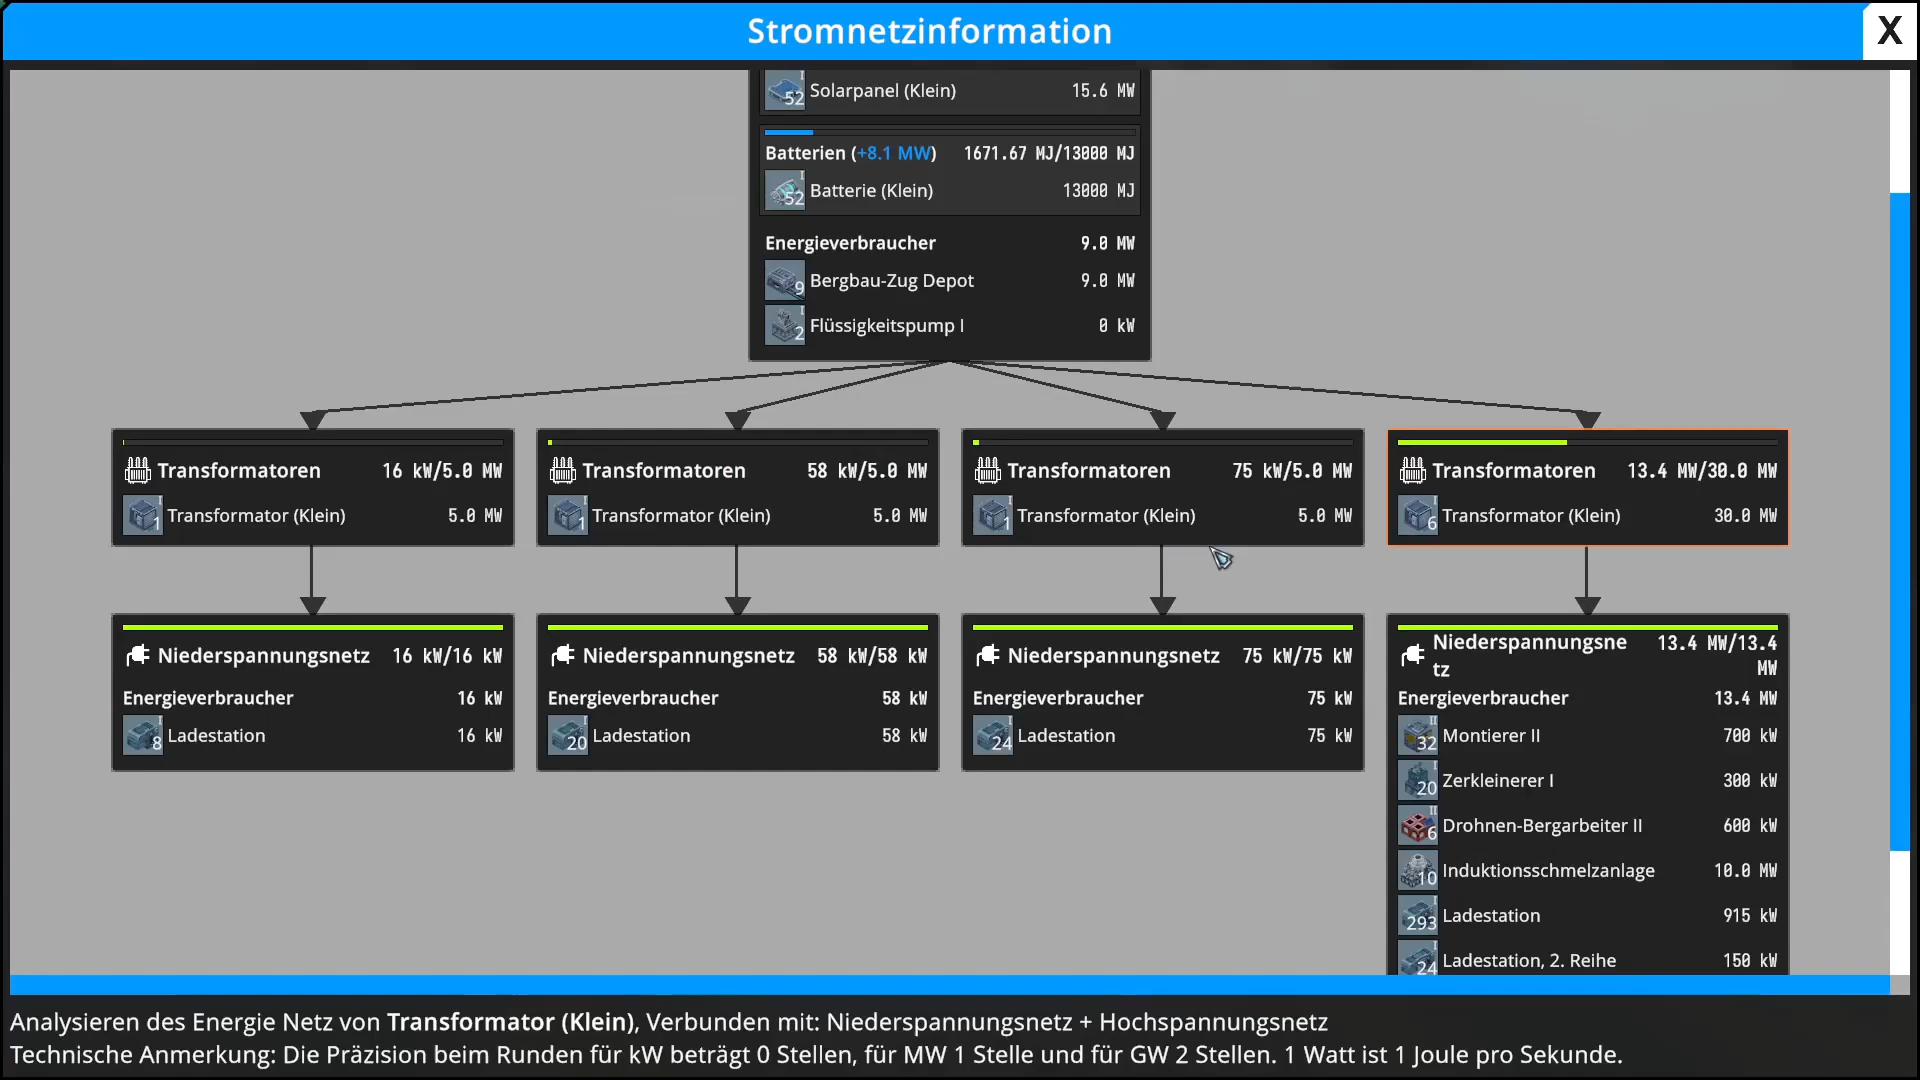 Stromnetzinformation
X
I
52
Solarpanel (Klein)
15.6 MW
Batterien (+8.1 MW)
1671.67 MJ/13000 MJ
I
52
Batterie (Klein)
13000 MJ
Energieverbraucher
9.0 MW
9
Bergbau-Zug Depot
9.0 MW
I
2
Flüssigkeitspump I
0 kW
Transformatoren
16 kW/5.0 MW
I
1
Transformator (Klein)
5.0 MW
Transformatoren
58 kW/5.0 MW
I
1
Transformator (Klein)
5.0 MW
Transformatoren
75 kW/5.0 MW
I
1
Transformator (Klein)
5.0 MW
Transformatoren
13.4 MW/30.0 MW
I
6
Transformator (Klein)
30.0 MW
Niederspannungsnetz
16 kW/16 kW
Energieverbraucher
16 kW
I
8
Ladestation
16 kW
Niederspannungsnetz
58 kW/58 kW
Energieverbraucher
58 kW
I
20
Ladestation
58 kW
Niederspannungsnetz
75 kW/75 kW
Energieverbraucher
75 kW
I
24
Ladestation
75 kW
Niederspannungsne
tz
13.4 MW/13.4
MW
Energieverbraucher
13.4 MW
II
32
Montierer II
700 kW
I
20
Zerkleinerer I
300 kW
II
6
Drohnen-Bergarbeiter II
600 kW
I
10
Induktionsschmelzanlage
10.0 MW
I
293
Ladestation
915 kW
I
24
Ladestation, 2. Reihe
150 kW
Analysieren des Energie Netz von Transformator (Klein), Verbunden mit: Niederspannungsnetz + Hochspannungsnetz
Technische Anmerkung: Die Präzision beim Runden für kW beträgt 0 Stellen, für MW 1 Stelle und für GW 2 Stellen. 1 Watt ist 1 Joule pro Sekunde.